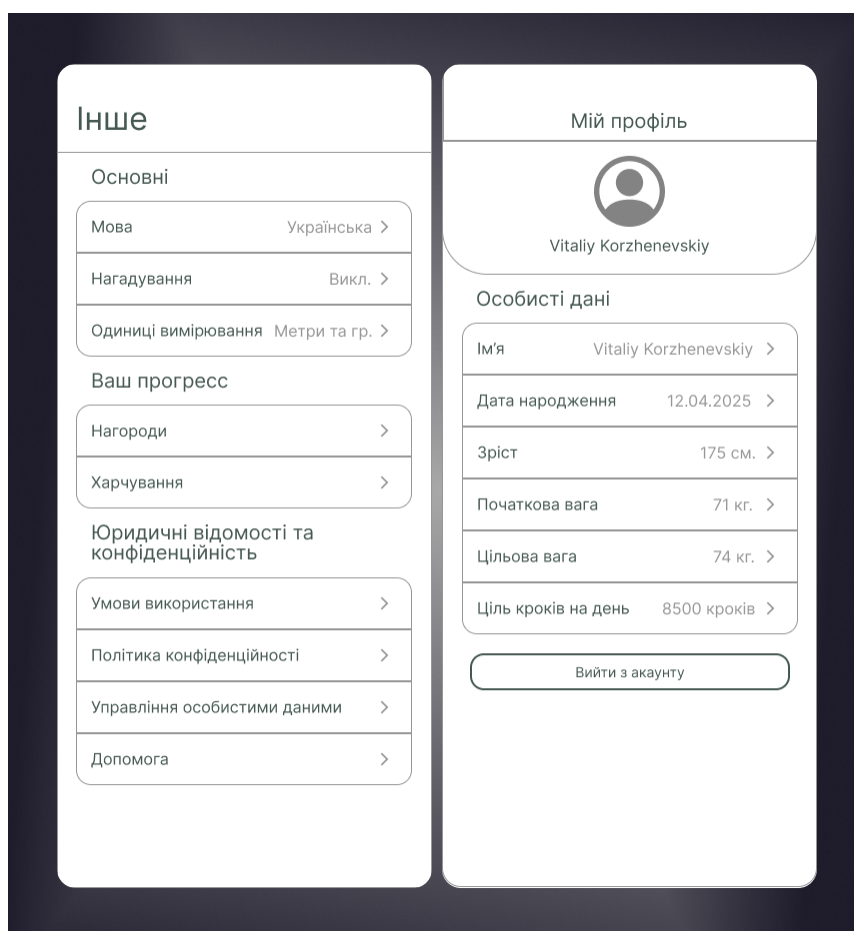 Інше
Основні
Мова Українська
Нагадування Викл.
Одиниці вимірювання Метри та гр.
Ваш прогресс
Нагороди
Харчування
Юридичні відомості та
конфіденційність
Умови використання
Політика конфіденційності
Управління особистими даними
Допомога
Мій профіль
Vitaliy Korzhenevskiy
Особисті дані
Ім’я Vitaliy Korzhenevskiy
Дата народження 12.04.2025
Зріст 175 см.
Початкова вага 71 кг.
Цільова вага 74 кг.
Ціль кроків на день 8500 кроків
Вийти з акаунту